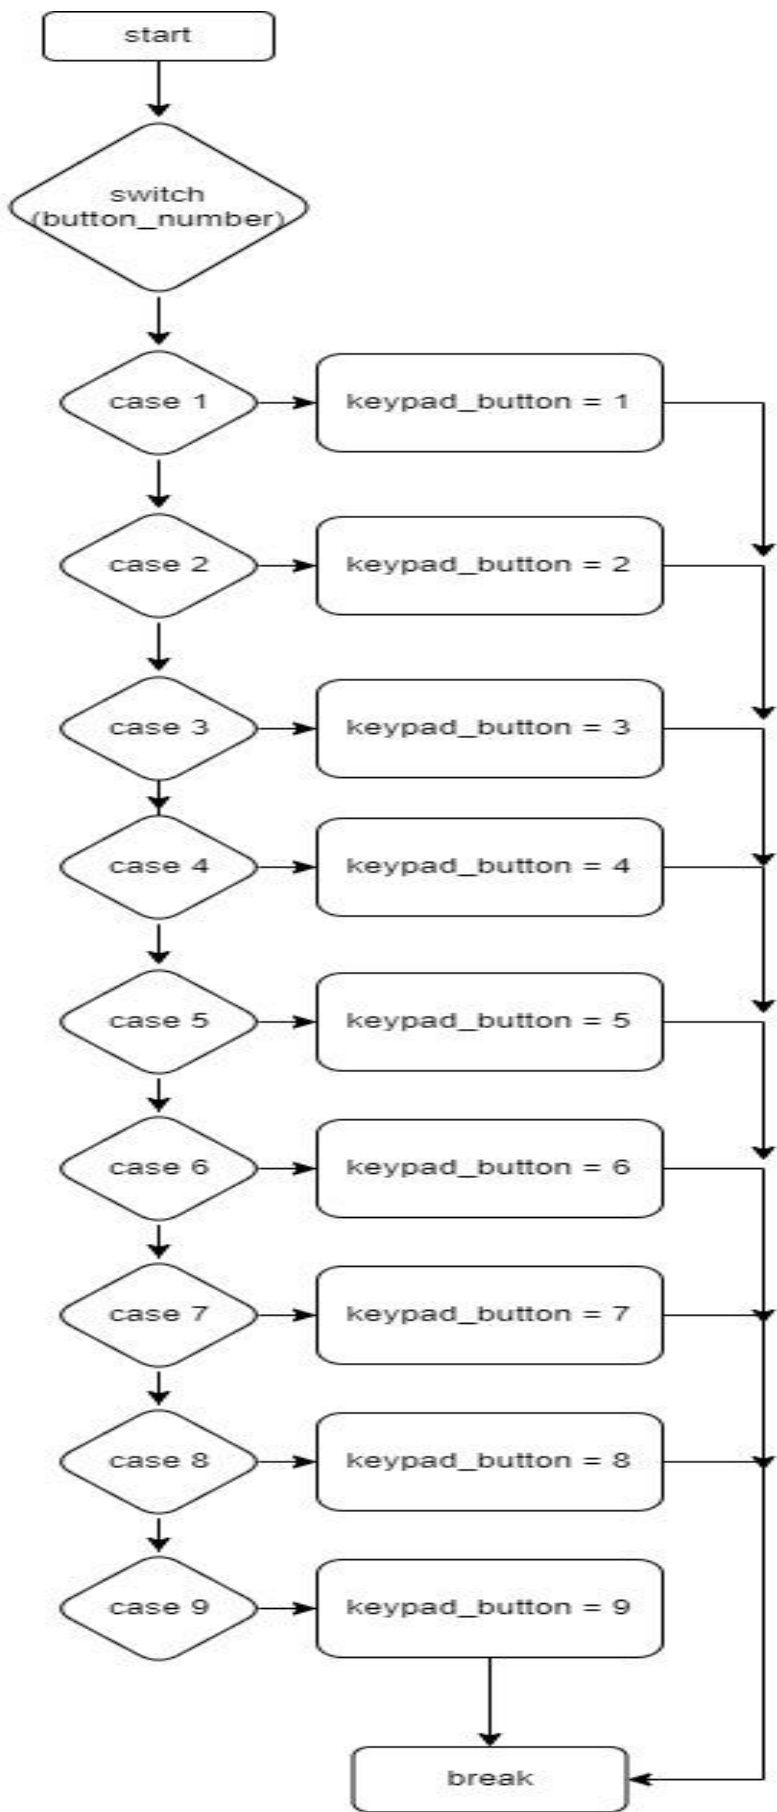 start
switch
(button_number)
case 1
keypad_button = 1
case 2
keypad_button = 2
case 3
keypad_button = 3
case 4
keypad_button = 4
case 5
keypad_button = 5
case 6
keypad_button = 6
case 7
keypad_button = 7
case 8
keypad_button = 8
case 9
keypad_button = 9
break